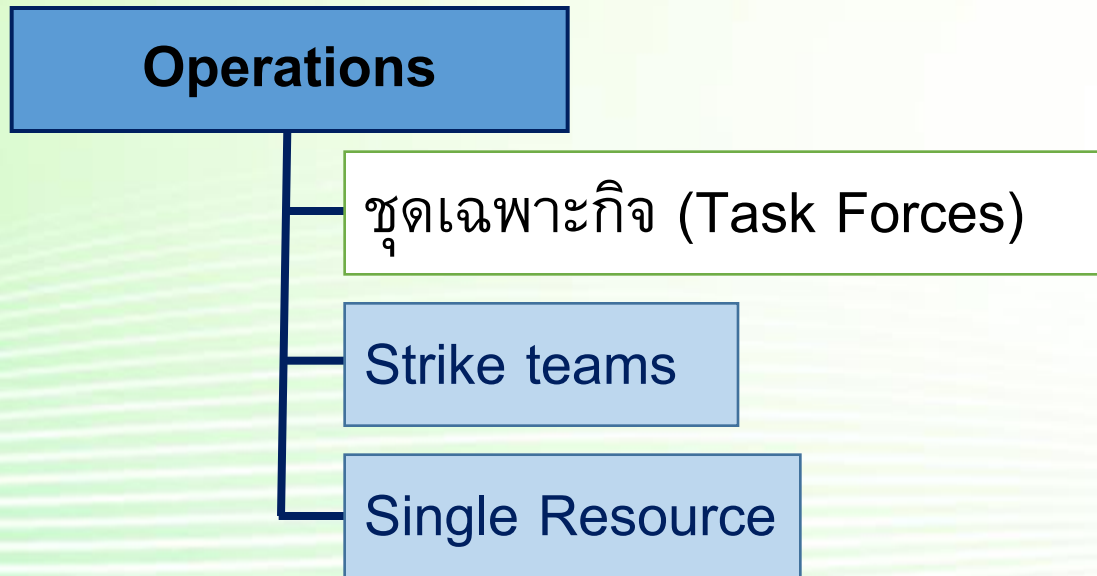 Operations
ชุดเฉพาะกิจ (Task Forces)
Strike teams
Single Resource